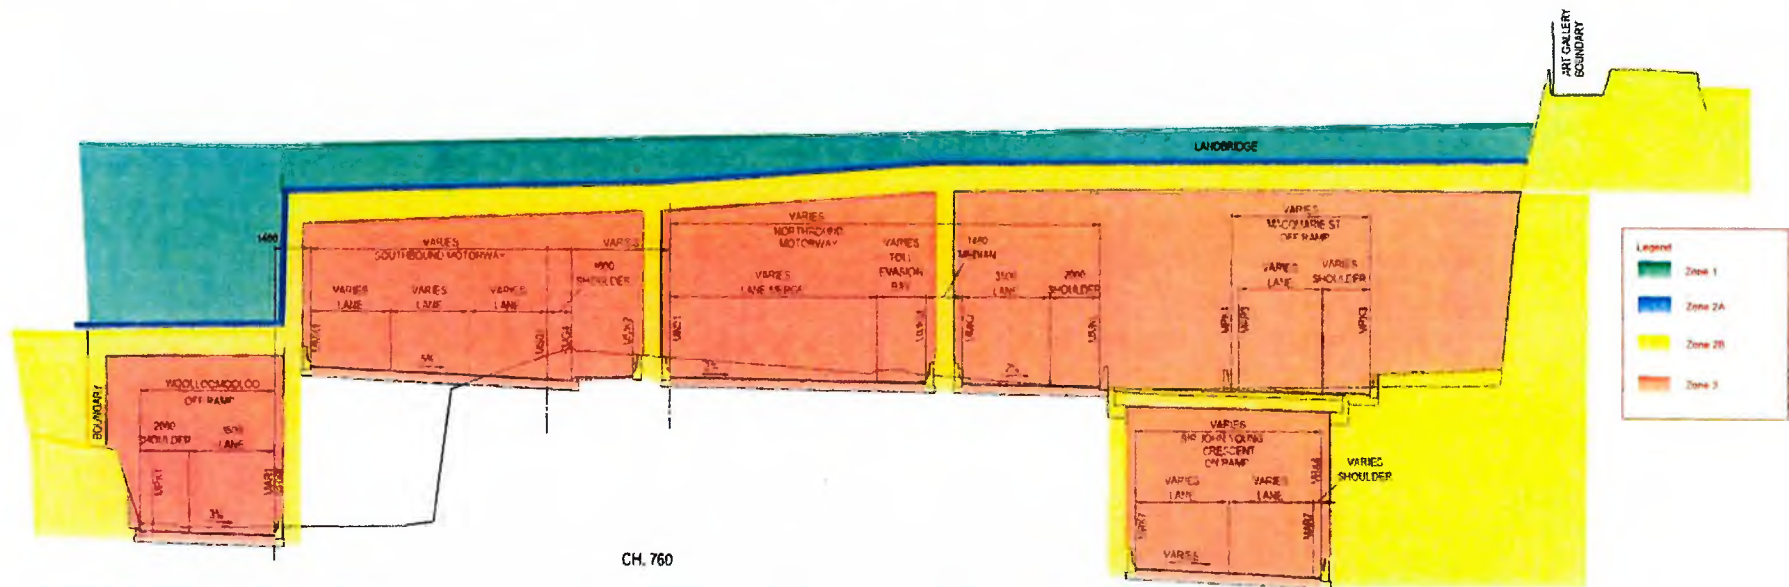 ART GALLERY
BOUNDARY
LANDBRIDGE
1400
VARIES
SOUTHBOUND MOTORWAY
VARIES
VARIES
LANE
VARIES
LANE
VARIES
LANE
SHOULDER
5%
VARIES
NORTHBOUND
MOTORWAY
VARIES
TOLL
EVASION
BAY
VARIES
LANE MERGE
MEDIAN
3500
LANE
2000
SHOULDER
2%
VARIES
MACQUARIE ST
OFF RAMP
VARIES
LANE
VARIES
SHOULDER
BOUNDARY
WOOLLOOMOOLOO
OFF RAMP
2000
SHOULDER
3500
LANE
3%
VARIES
SIR JOHN YOUNG
CRESCENT
ON RAMP
VARIES
LANE
VARIES
LANE
VARIES
SHOULDER
VARIES
CH. 760
Legend
Zone 1
Zone 2A
Zone 2B
Zone 3